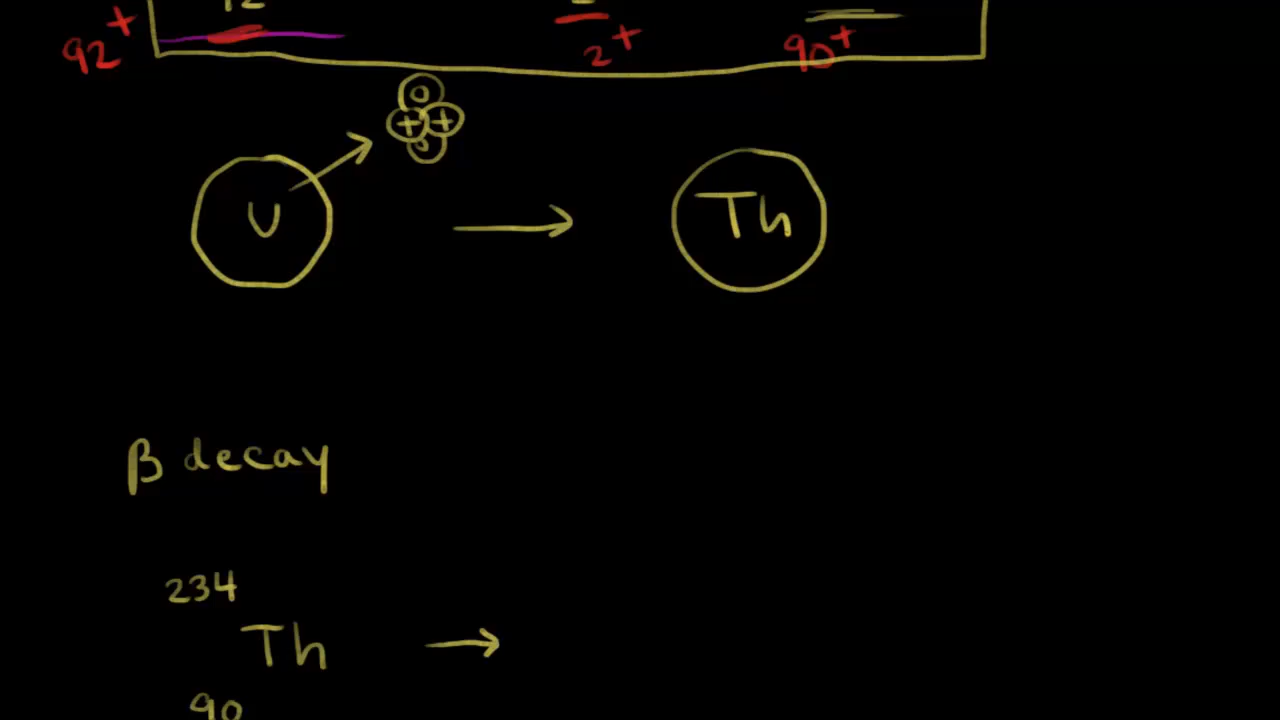 92+ 2+ 90+
U Th
β decay
234
Th →
90